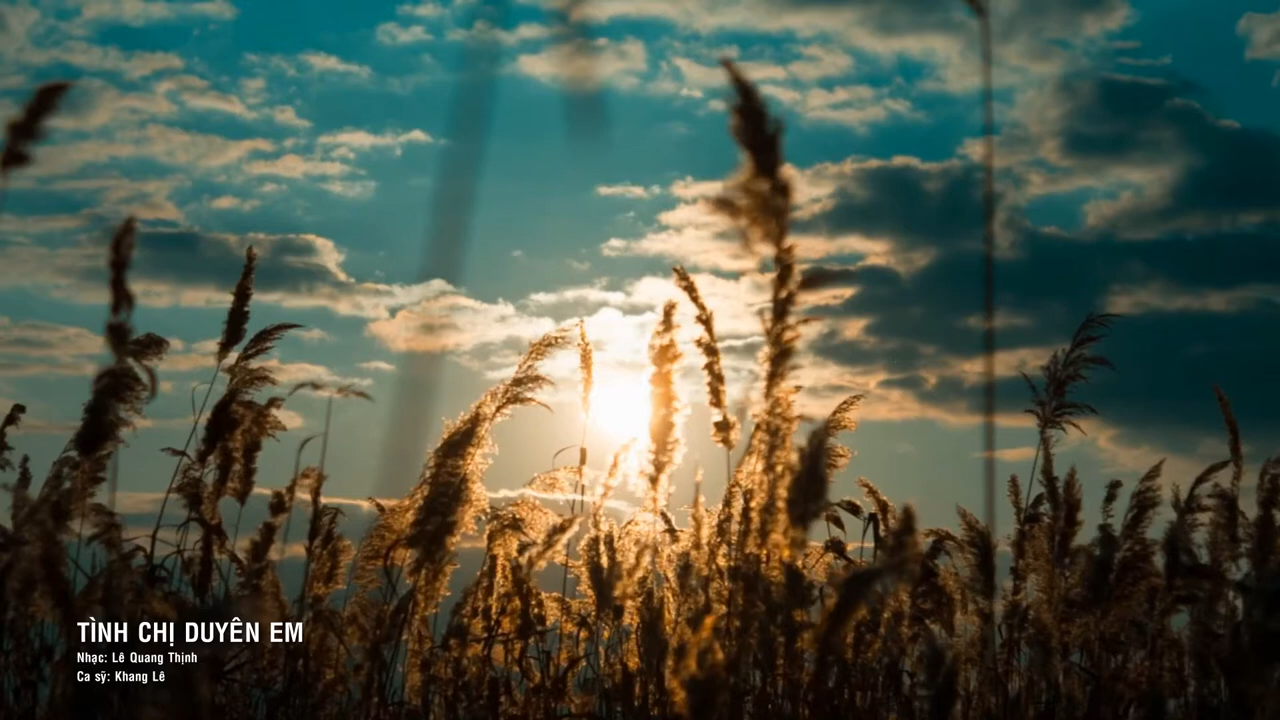 TÌNH CHỊ DUYÊN EM
Nhạc: Lê Quang Thịnh
Ca sỹ: Khang Lê